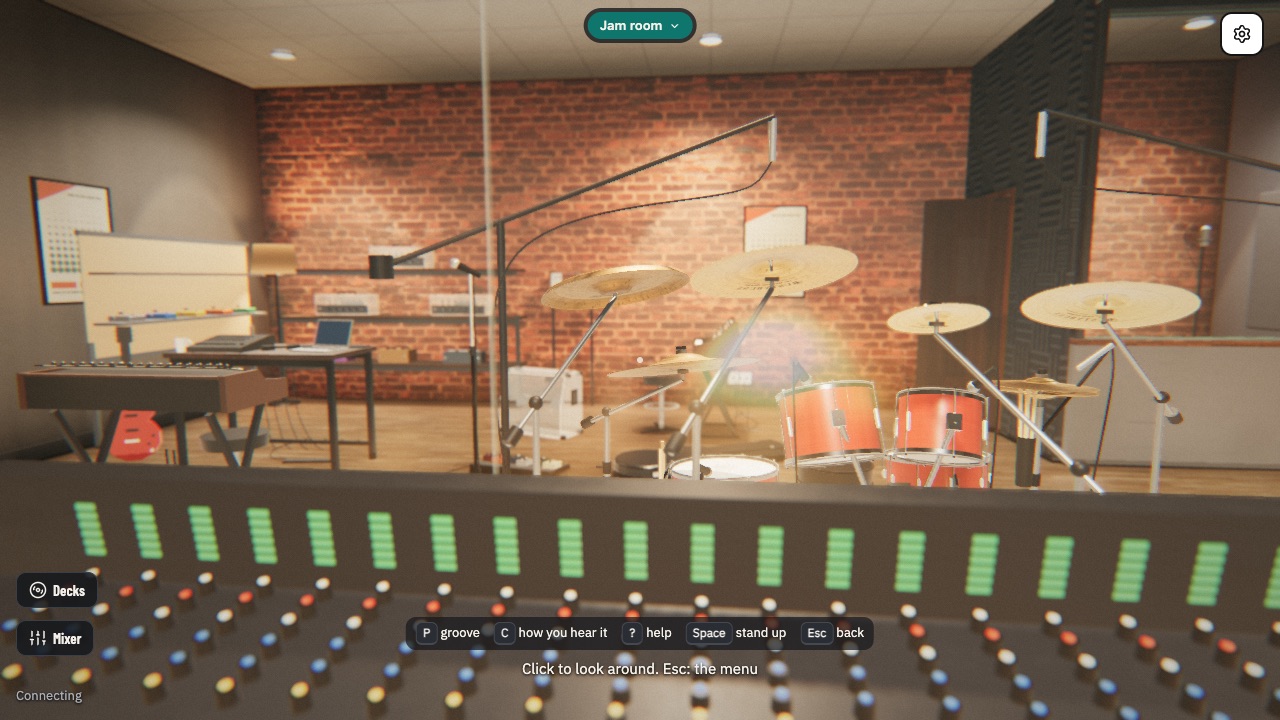 Jam room
Decks
Mixer
P groove C how you hear it ? help Space stand up Esc back
Click to look around. Esc: the menu
Connecting